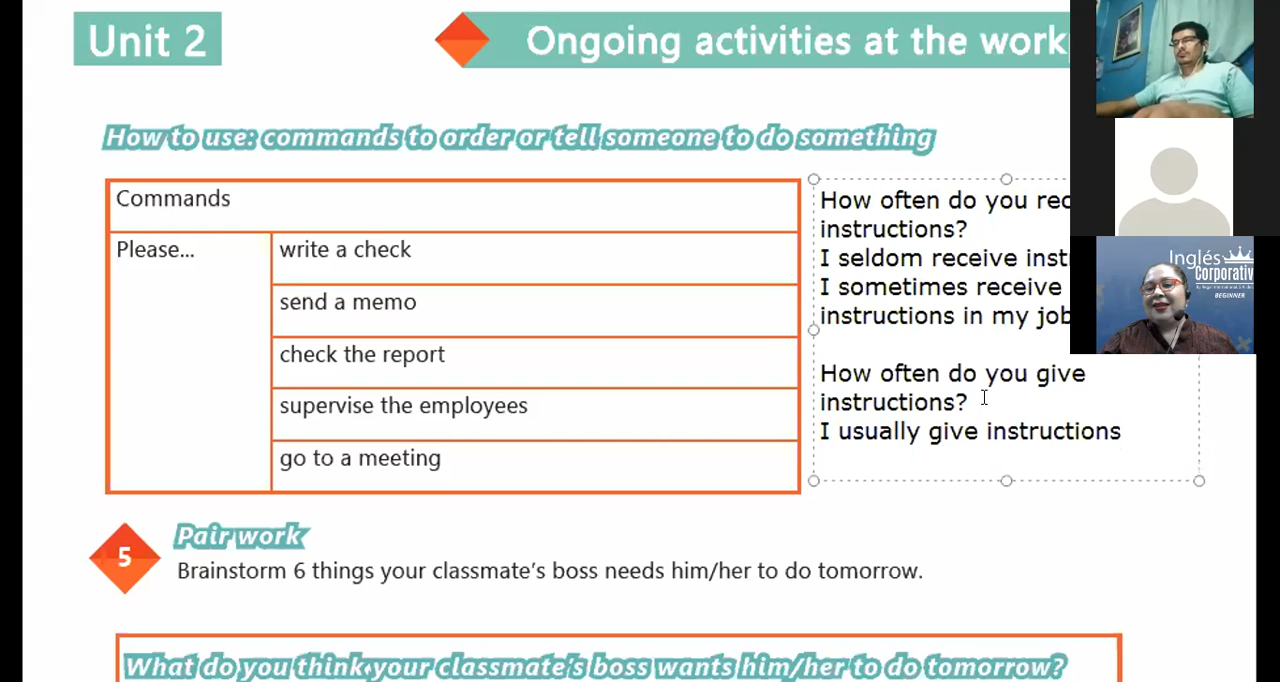 Unit 2
Ongoing activities at the work
How to use: commands to order or tell someone to do something
Commands
Please...
write a check
send a memo
check the report
supervise the employees
go to a meeting
How often do you rec
instructions?
I seldom receive inst
I sometimes receive
instructions in my job
How often do you give
instructions?
I usually give instructions
Inglés
Corporativ
BEGINNER
5
Pair work
Brainstorm 6 things your classmate's boss needs him/her to do tomorrow.
What do you think your classmate's boss wants him/her to do tomorrow?